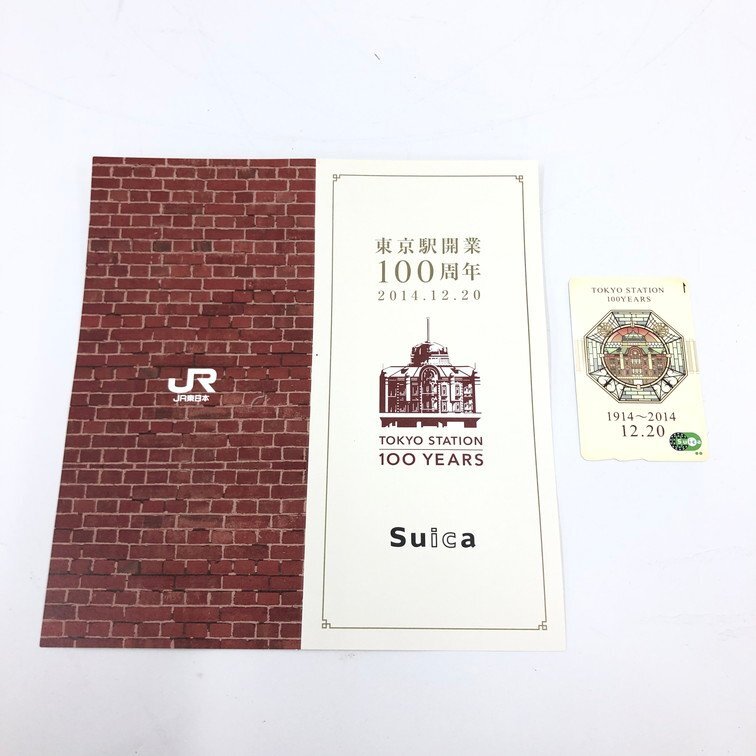 JR
JR東日本
東京駅開業
100周年
2014.12.20
TOKYO STATION
100 YEARS
Suica
TOKYO STATION
100YEARS
1914～2014
12.20
Suica